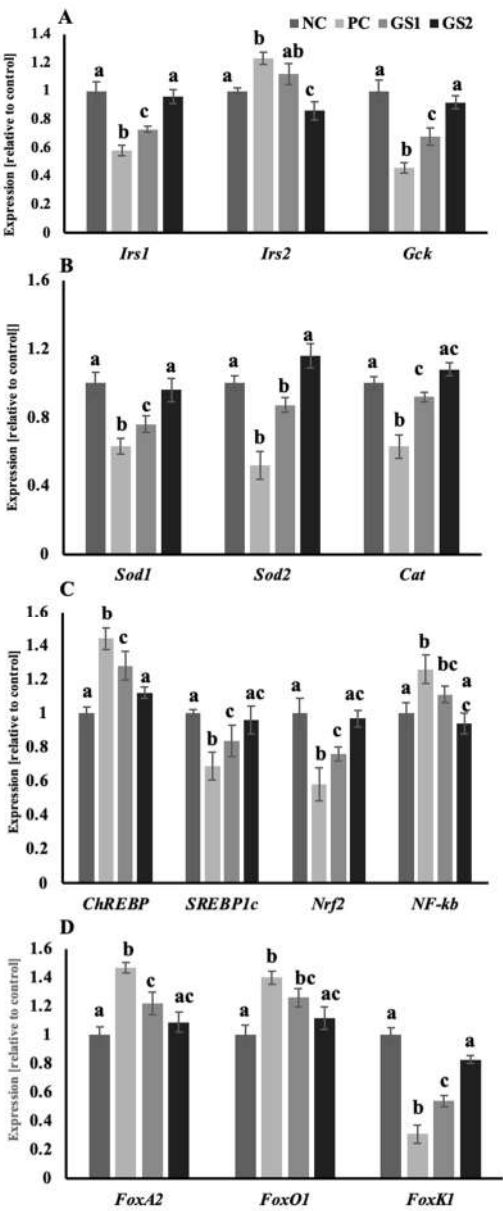 A
NC PC GS1 GS2
Expression [relative to control]
1.4
1.2
1
0.8
0.6
0.4
0.2
0
a b c a
a b ab c
a b c a
Irs1 Irs2 Gck
B
Expression [relative to control[]
1.6
1.2
0.8
0.4
0
a b c a
a b b a
a b c ac
Sod1 Sod2 Cat
C
Expression [relative to control]
1.6
1.4
1.2
1
0.8
0.6
0.4
0.2
0
a b c a
a b c ac
a b c ac
a b bc a
c
ChREBP SREBP1c Nrf2 NF-kb
D
Expression [relative to control]
1.6
1.4
1.2
1
0.8
0.6
0.4
0.2
0
a b c ac
a b bc ac
a b c a
FoxA2 FoxO1 FoxK1